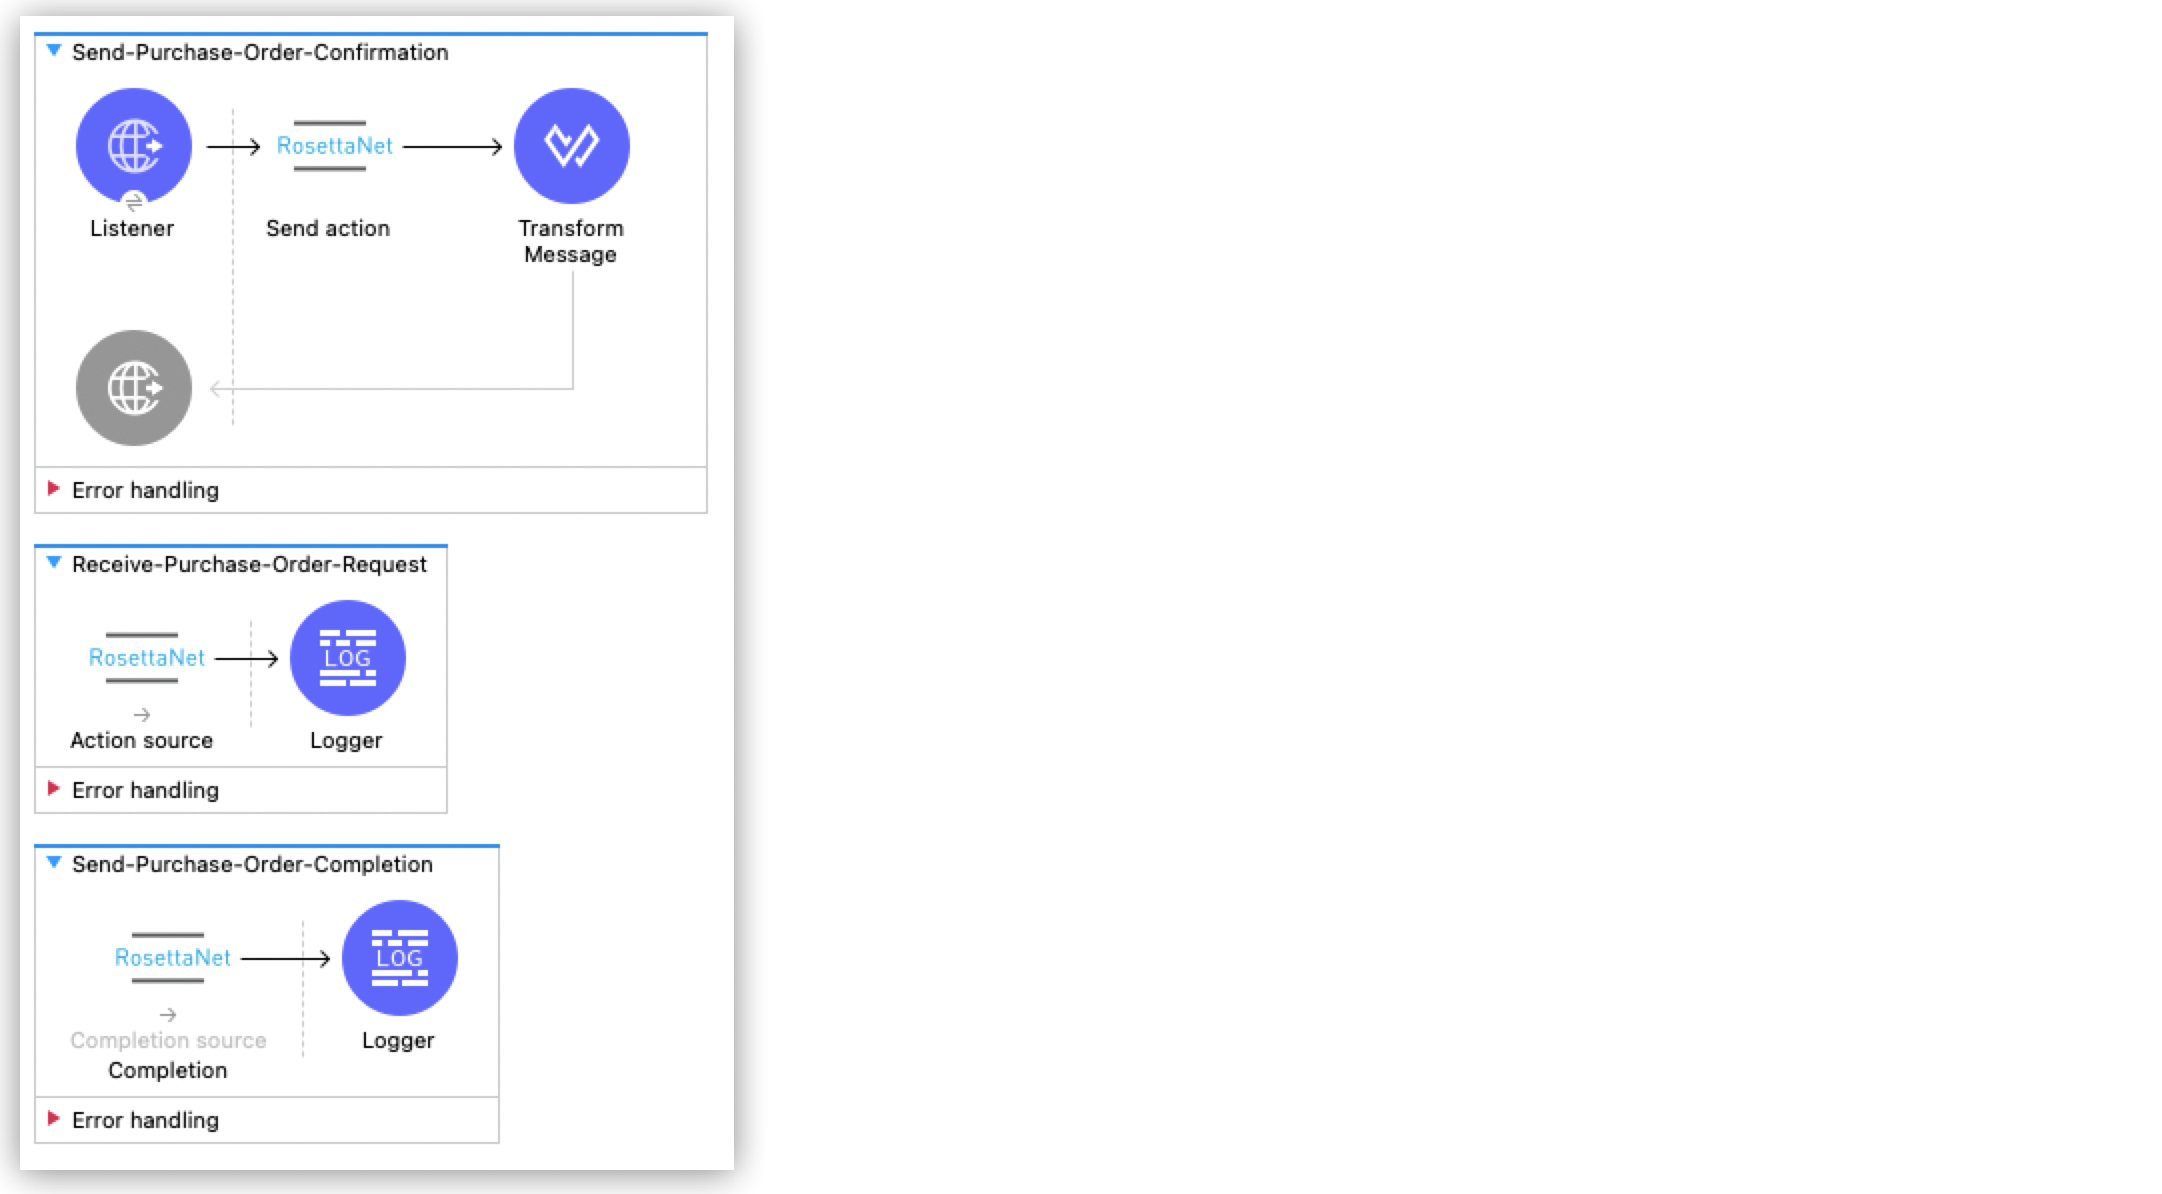 Send-Purchase-Order-Confirmation
RosettaNet
Listener
Send action
Transform
Message
Error handling
Receive-Purchase-Order-Request
RosettaNet
LOG
Action source
Logger
Error handling
Send-Purchase-Order-Completion
RosettaNet
LOG
Completion source
Logger
Completion
Error handling